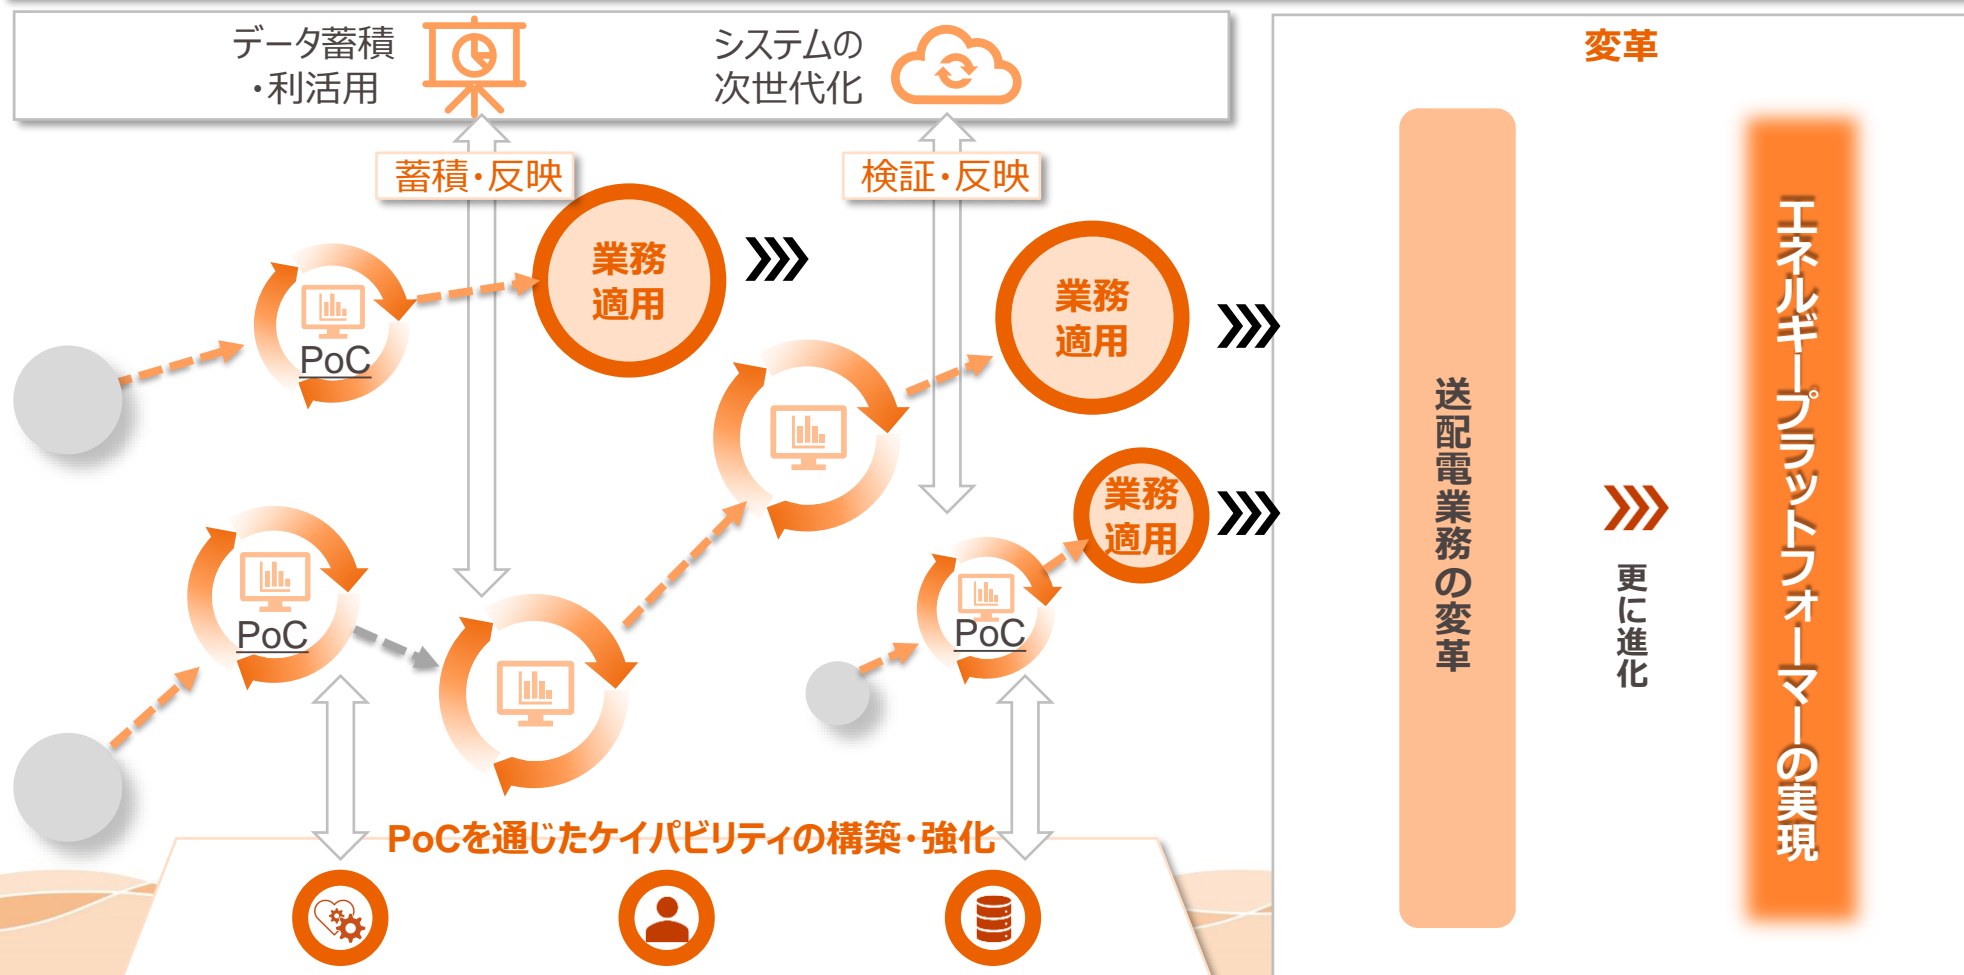 データ蓄積
・利活用
システムの
次世代化
変革
蓄積・反映
検証・反映
業務
適用
業務
適用
PoC
業務
適用
PoC
PoC
PoCを通じたケイパビリティの構築・強化
送配電業務の変革
更に進化
エネルギープラットフォーマーの実現